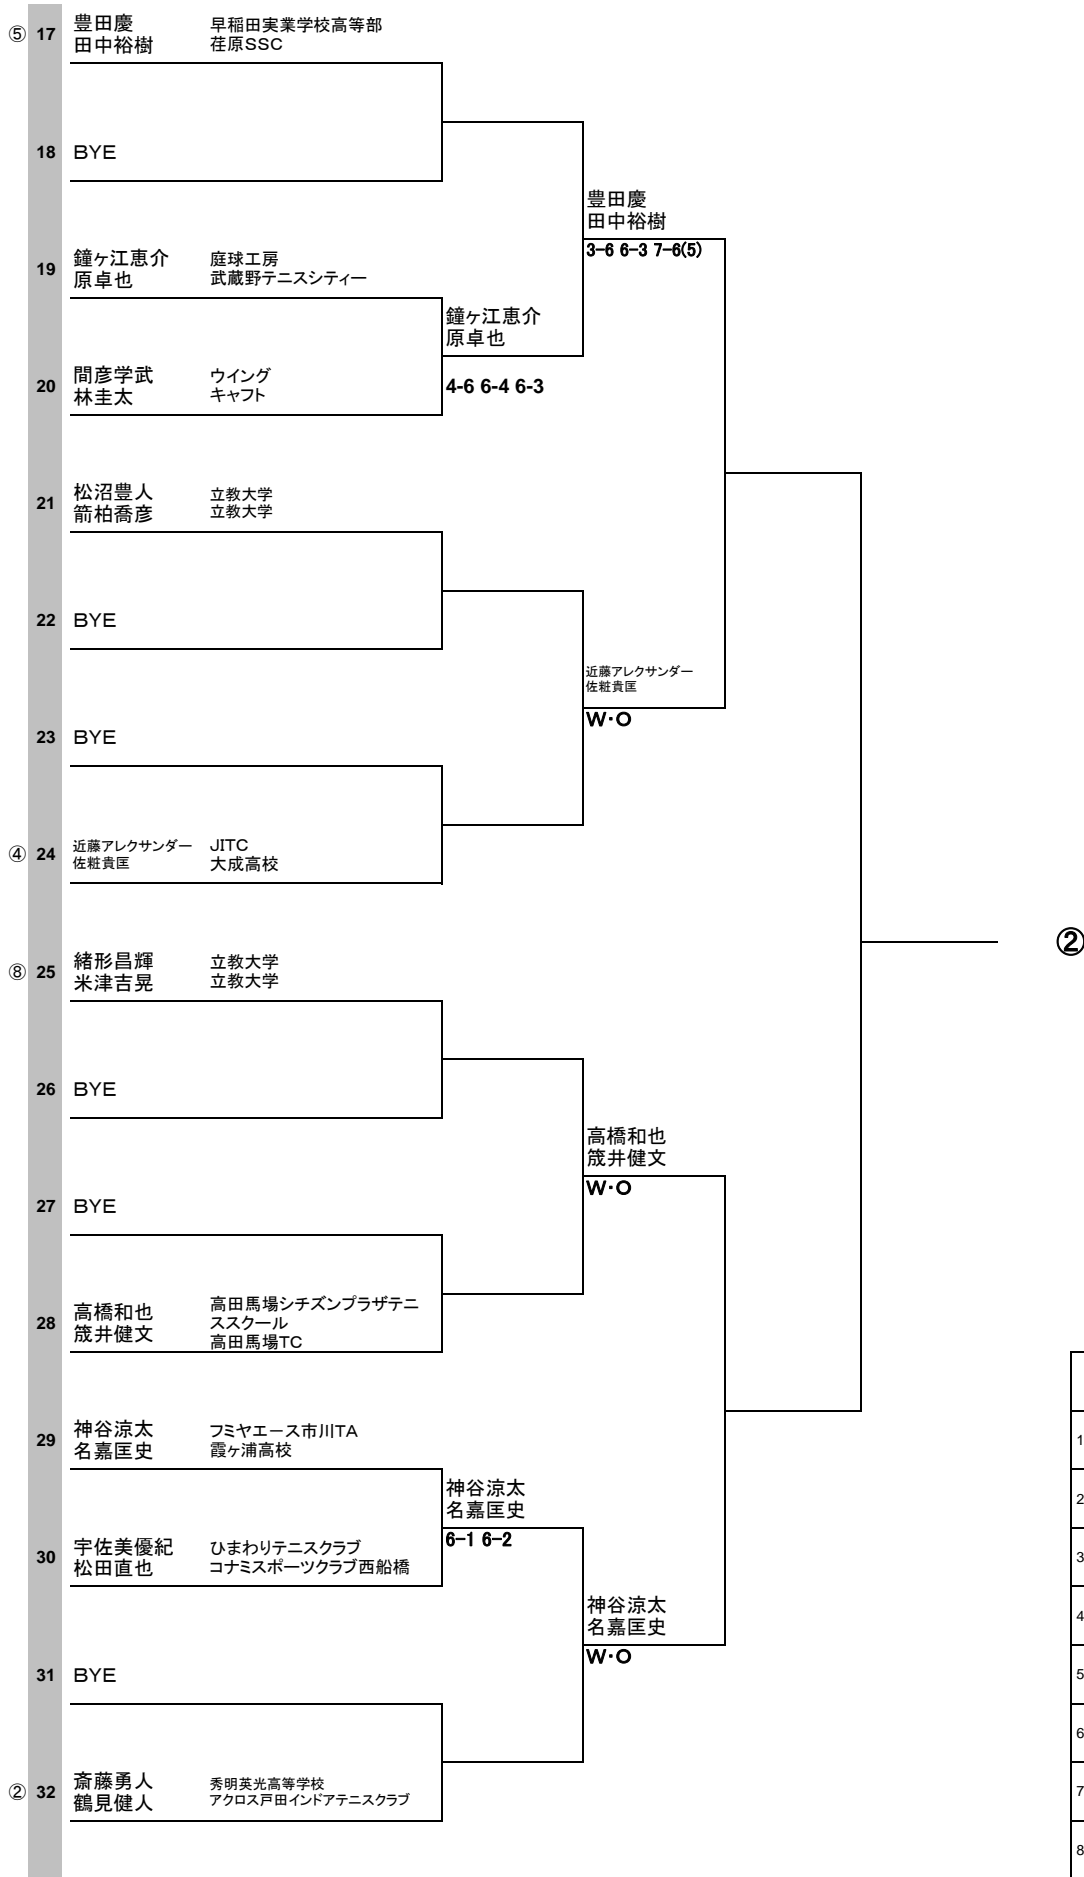 ⑤ 17 豊田慶 早稲田実業学校高等部
田中裕樹 荏原SSC
18 BYE
豊田慶
田中裕樹
3-6 6-3 7-6(5)
19 鐘ヶ江恵介 庭球工房
原卓也 武蔵野テニスシティー
鐘ヶ江恵介
原卓也
4-6 6-4 6-3
20 間彦学武 ウイング
林圭太 キャフト
21 松沼豊人 立教大学
箭柏喬彦 立教大学
22 BYE
近藤アレクサンダー
佐粧貴匡
W・O
23 BYE
④ 24 近藤アレクサンダー JITC
佐粧貴匡 大成高校
②
⑧ 25 緒形昌輝 立教大学
米津吉晃 立教大学
26 BYE
高橋和也
筬井健文
W・O
27 BYE
28 高橋和也 高田馬場シチズンプラザテニ
ススクール
筬井健文 高田馬場TC
29 神谷涼太 フミヤエース市川TA
名嘉匡史 霞ヶ浦高校
神谷涼太
名嘉匡史
6-1 6-2
30 宇佐美優紀 ひまわりテニスクラブ
松田直也 コナミスポーツクラブ西船橋
神谷涼太
名嘉匡史
W・O
31 BYE
② 32 斎藤勇人 秀明英光高等学校
鶴見健人 アクロス戸田インドアテニスクラブ
1
2
3
4
5
6
7
8